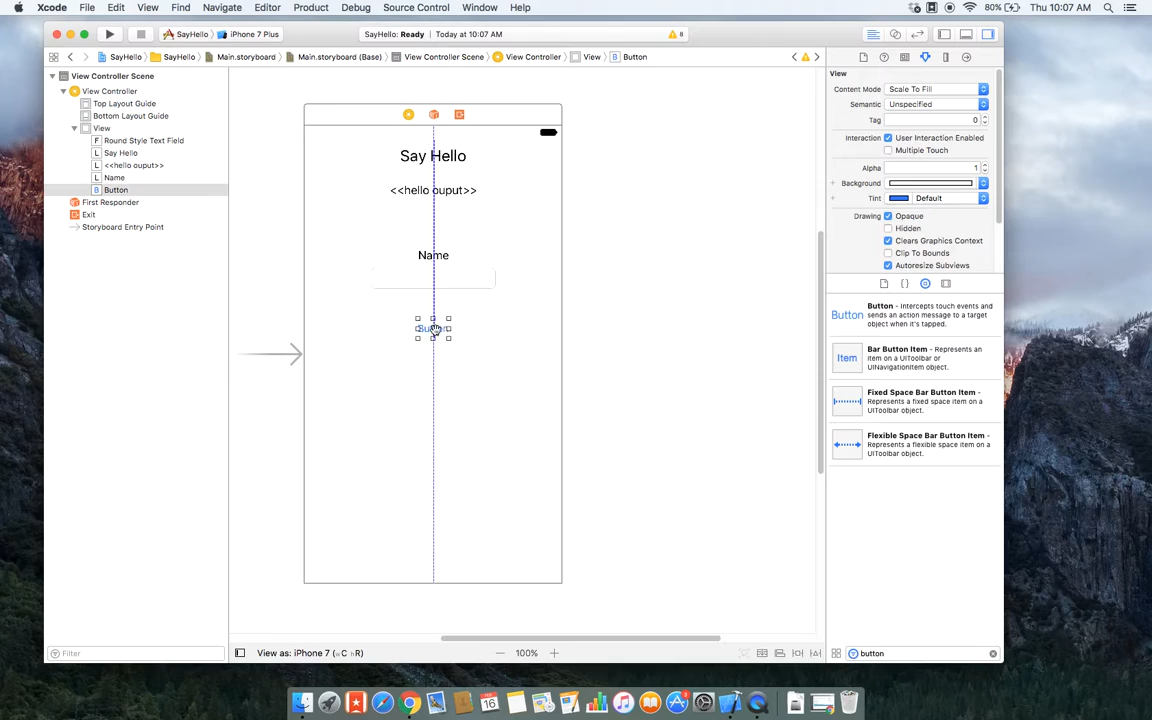 Xcode File Edit View Find Navigate Editor Product Debug Source Control Window Help 80% Thu 10:07 AM
SayHello iPhone 7 Plus SayHello: Ready Today at 10:07 AM 8
SayHello SayHello Main.storyboard Main.storyboard (Base) View Controller Scene View Controller View Button
View Controller Scene
View Controller
Top Layout Guide
Bottom Layout Guide
View
F Round Style Text Field
L Say Hello
L <<hello ouput>>
L Name
B Button
First Responder
Exit
Storyboard Entry Point
Filter
Say Hello
<<hello ouput>>
Name
View as: iPhone 7 (wC hR)
100%
View
Content Mode Scale To Fill
Semantic Unspecified
Tag 0
Interaction User Interaction Enabled
Multiple Touch
Alpha 1
Background
Tint Default
Drawing Opaque
Hidden
Clears Graphics Context
Clip To Bounds
Autoresize Subviews
Button
Button - Intercepts touch events and
sends an action message to a target
object when it's tapped.
Item
Bar Button Item - Represents an
item on a UIToolbar or
UINavigationItem object.
Fixed Space Bar Button Item -
Represents a fixed space item on a
UIToolbar object.
Flexible Space Bar Button Item -
Represents a flexible space item on a
UIToolbar object.
button